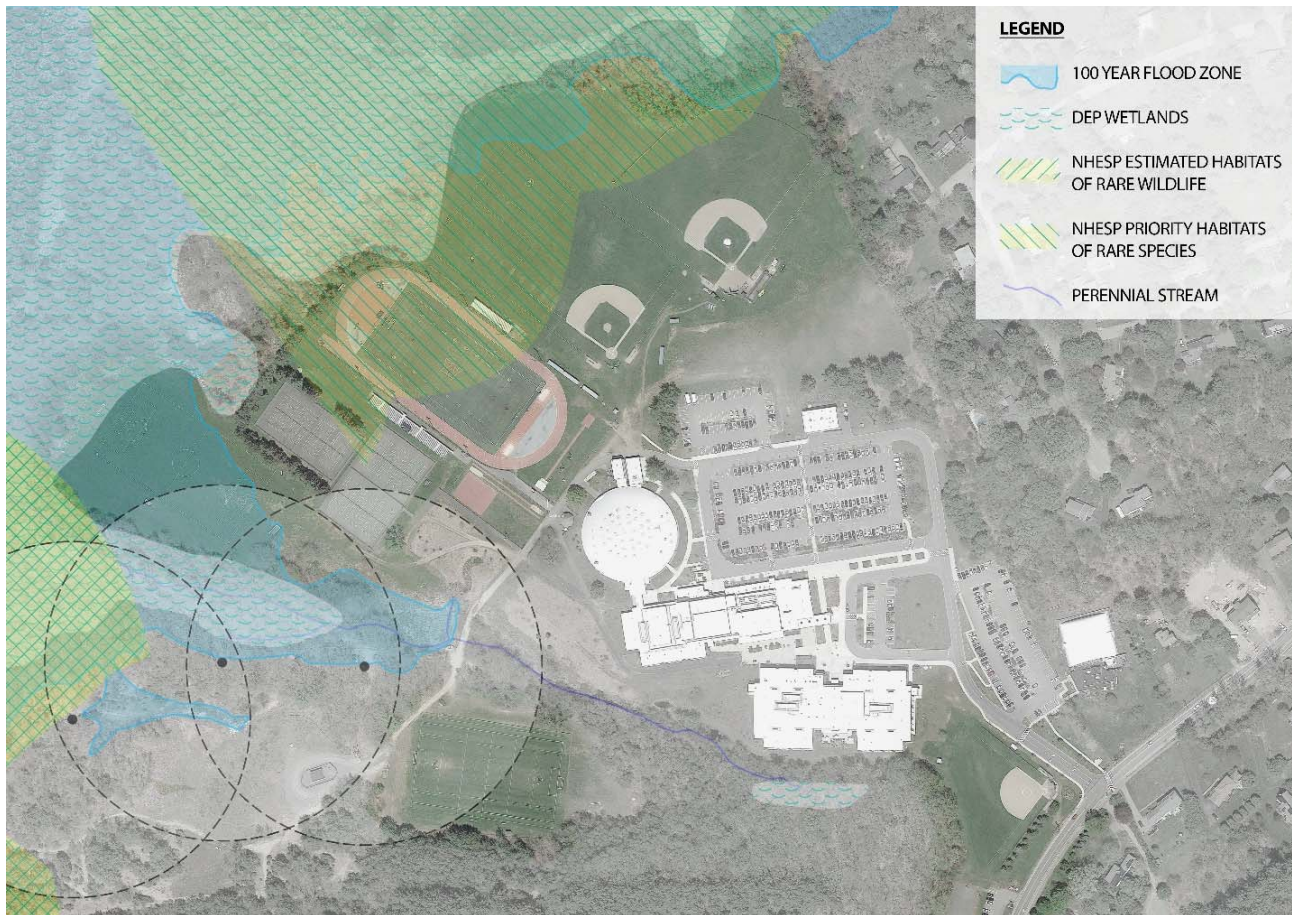 LEGEND
100 YEAR FLOOD ZONE
DEP WETLANDS
NHESP ESTIMATED HABITATS
OF RARE WILDLIFE
NHESP PRIORITY HABITATS
OF RARE SPECIES
PERENNIAL STREAM